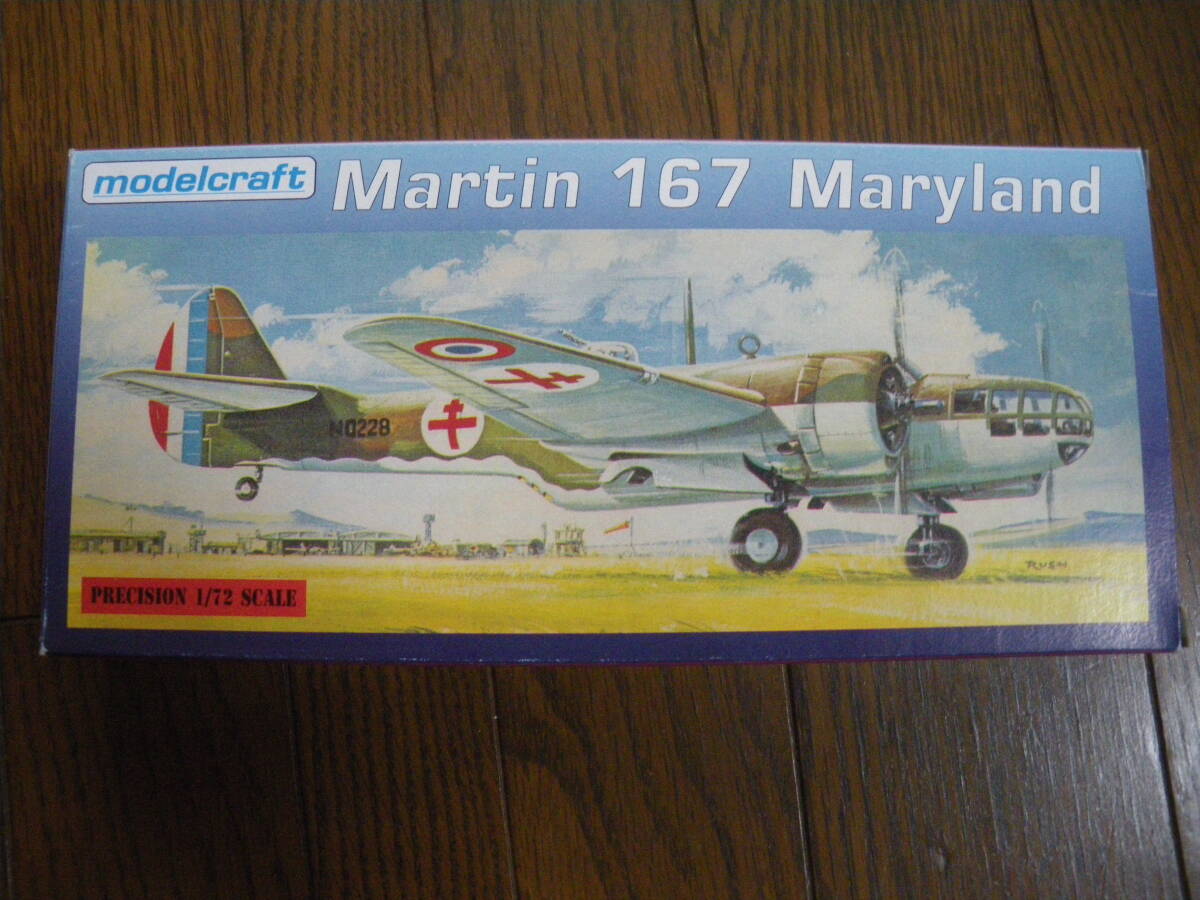 modelcraft
Martin 167 Maryland
N0228
PRECISION 1/72 SCALE
RUSH